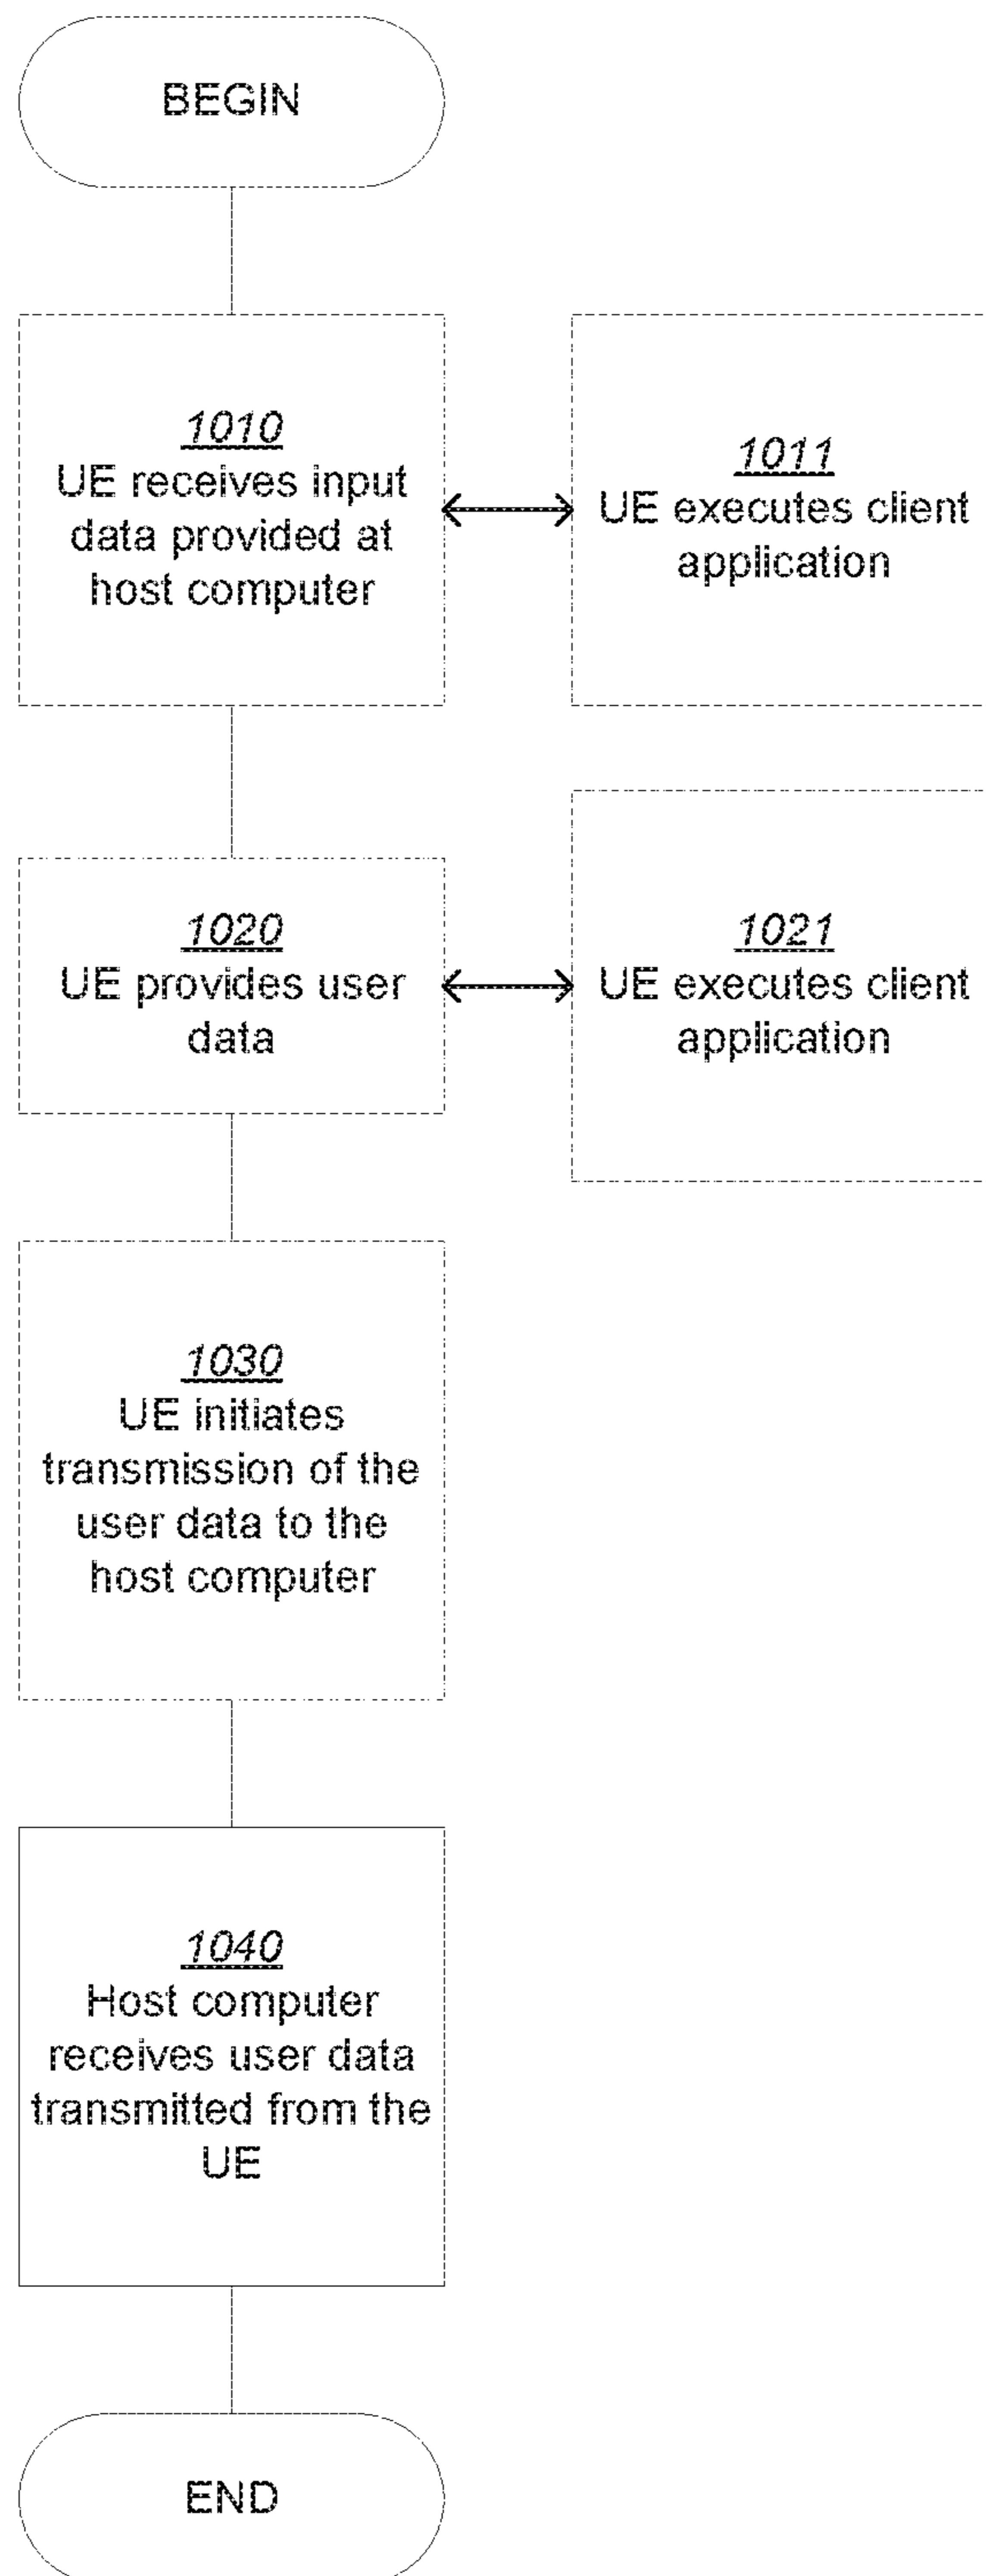 BEGIN
1010
UE receives input
data provided at
host computer
1011
UE executes client
application
1020
UE provides user
data
1021
UE executes client
application
1030
UE initiates
transmission of the
user data to the
host computer
1040
Host computer
receives user data
transmitted from the
UE
END